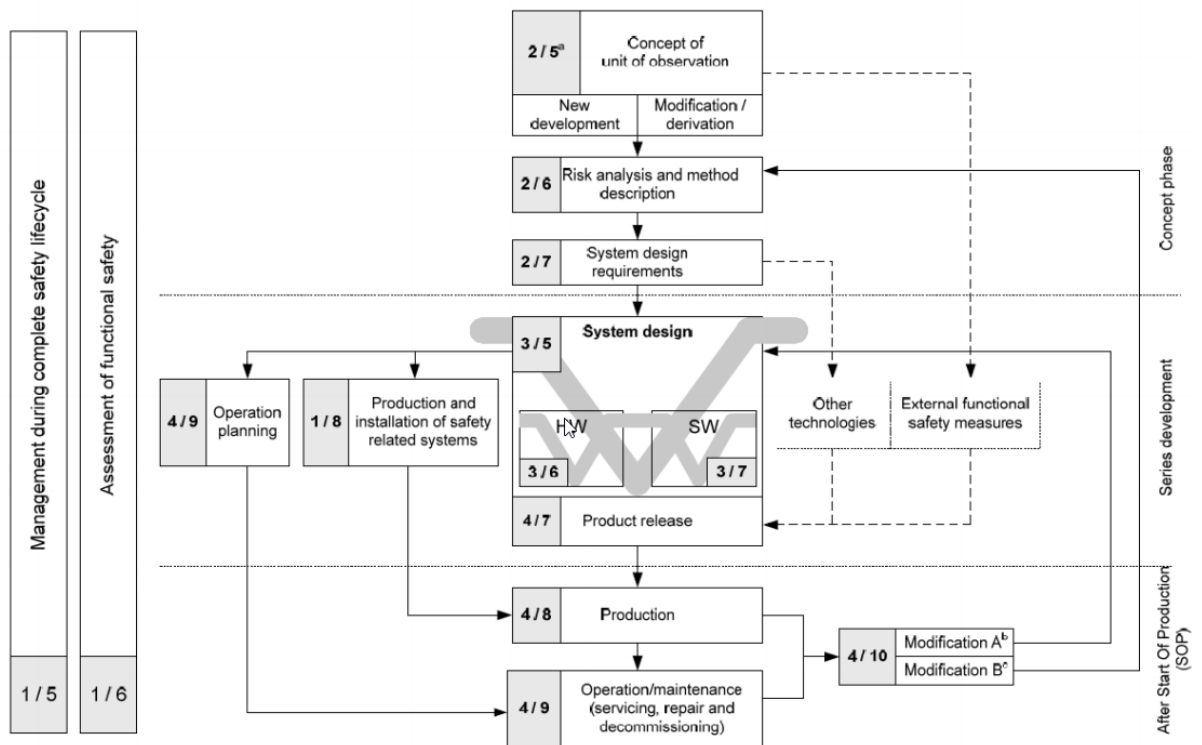 Management during complete safety lifecycle
1 / 5
Assessment of functional safety
1 / 6
2 / 5ª
Concept of
unit of observation
New
development
Modification /
derivation
2 / 6
Risk analysis and method
description
2 / 7
System design
requirements
Concept phase
3 / 5
System design
4 / 9
Operation
planning
1 / 8
Production and
installation of safety
related systems
HW
3 / 6
SW
3 / 7
Other
technologies
External functional
safety measures
4 / 7
Product release
Series development
4 / 8
Production
4 / 9
Operation/maintenance
(servicing, repair and
decommissioning)
4 / 10
Modification Aᵇ
Modification Bᶜ
After Start Of Production
(SOP)